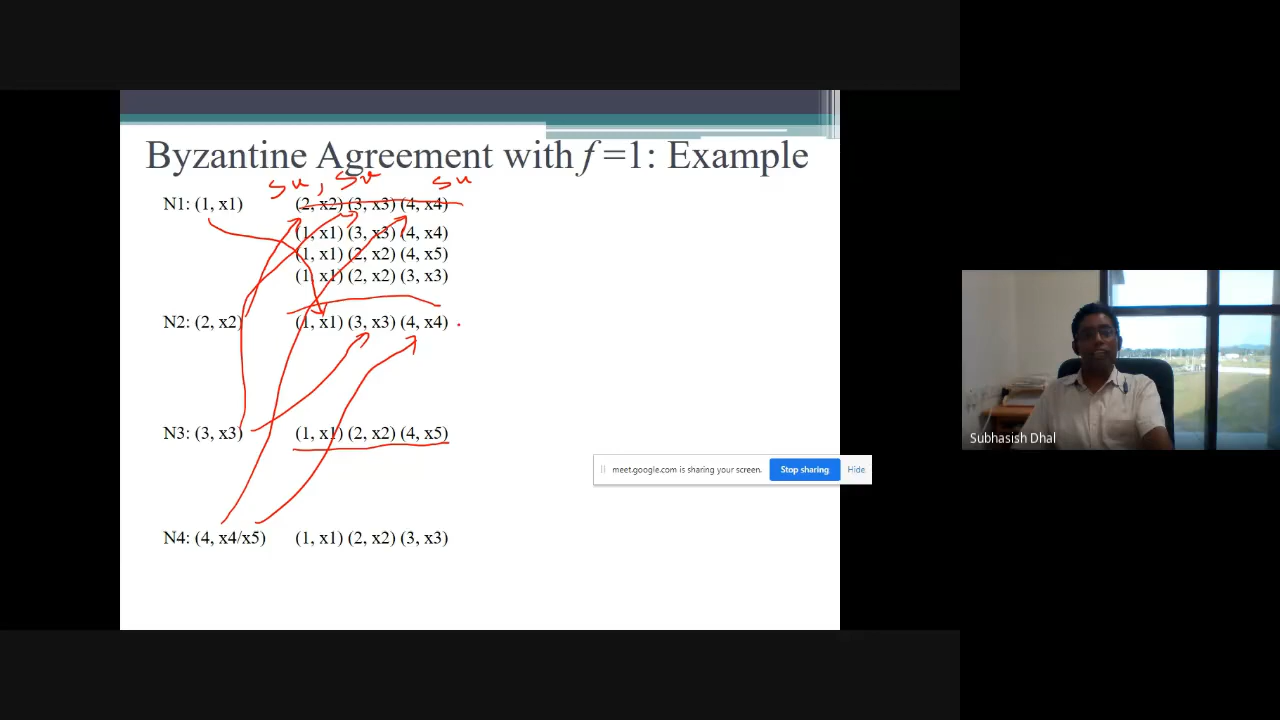 Byzantine Agreement with f =1: Example
Su, Su Su
N1: (1, x1) (2, x2) (3, x3) (4, x4)
(1, x1) (3, x3) (4, x4)
(1, x1) (2, x2) (4, x5)
(1, x1) (2, x2) (3, x3)
N2: (2, x2) (1, x1) (3, x3) (4, x4)
N3: (3, x3) (1, x1) (2, x2) (4, x5)
N4: (4, x4/x5) (1, x1) (2, x2) (3, x3)
meet.google.com is sharing your screen. Stop sharing Hide
Subhasish Dhal